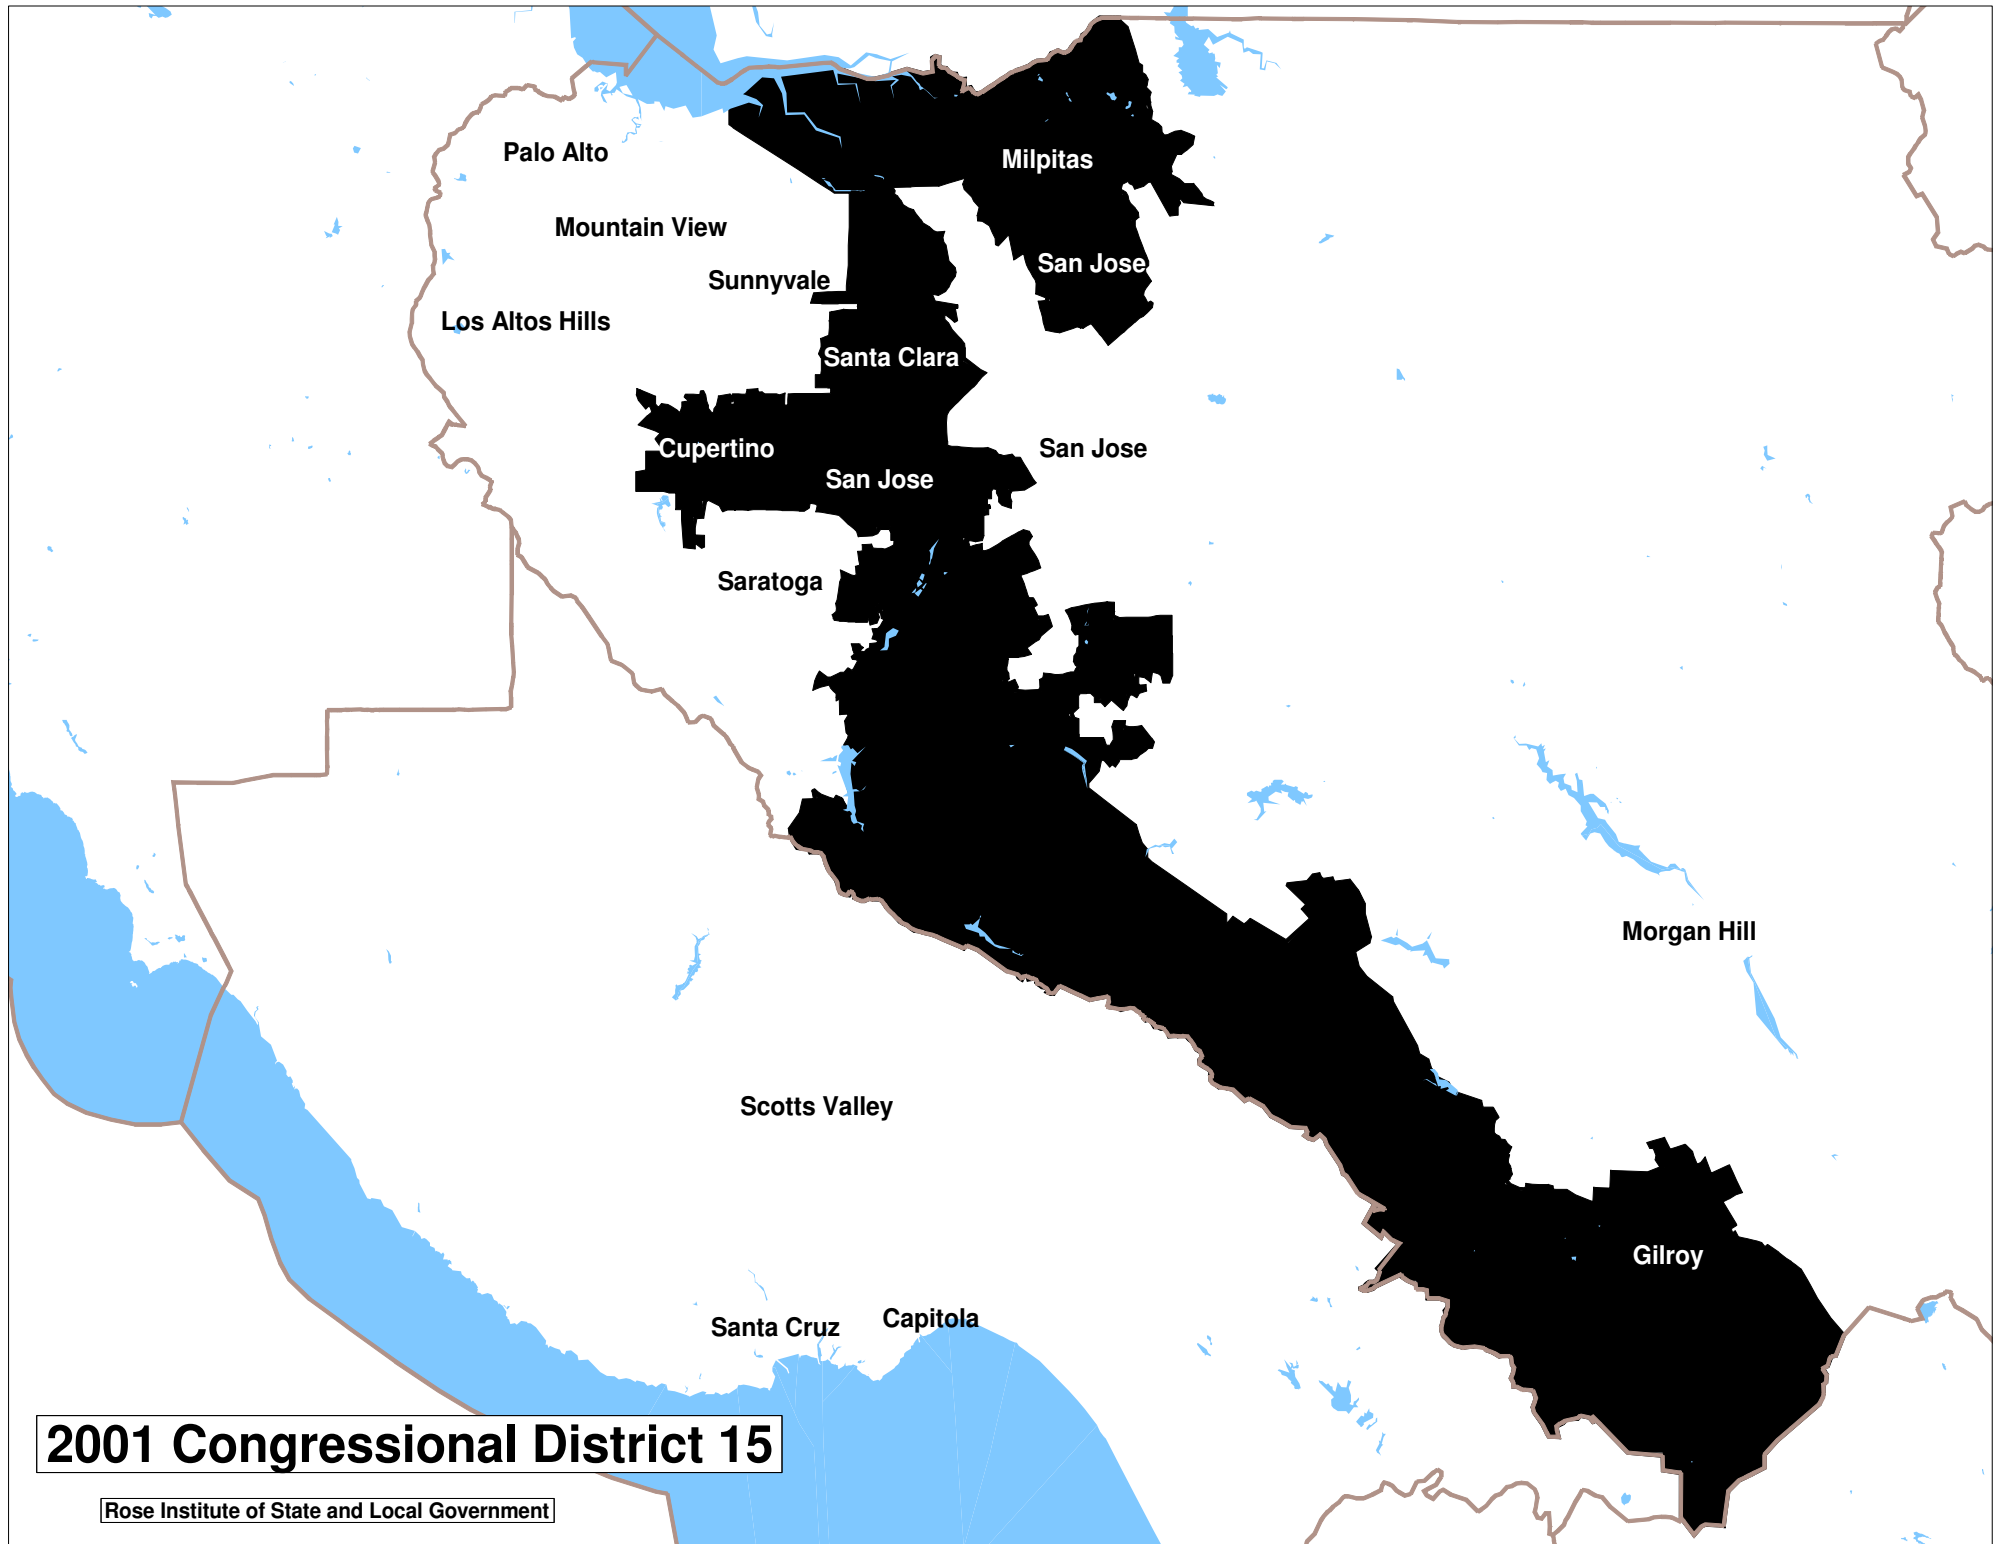 Palo Alto
Milpitas
Mountain View
San Jose
Sunnyvale
Los Altos Hills
Santa Clara
Cupertino
San Jose
San Jose
Saratoga
Morgan Hill
Scotts Valley
Gilroy
Santa Cruz
Capitola
2001 Congressional District 15
Rose Institute of State and Local Government